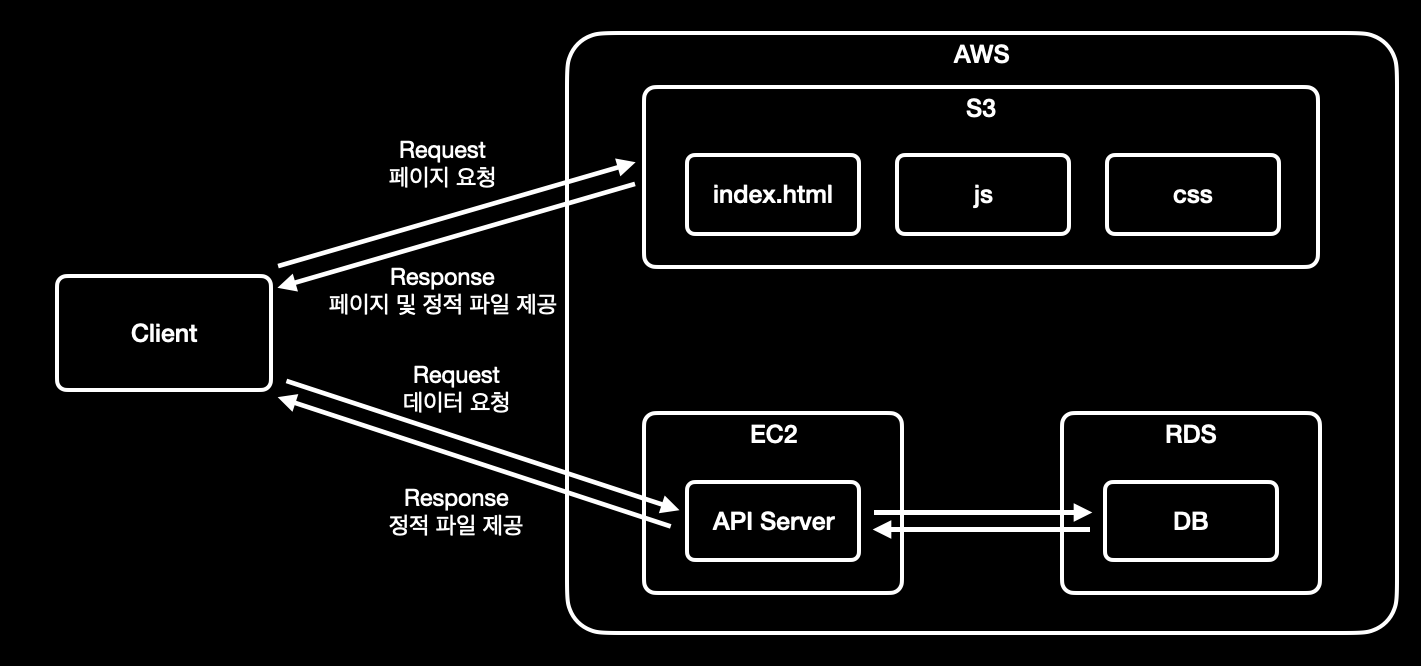 AWS
S3
Request
페이지 요청
index.html
js
css
Response
페이지 및 정적 파일 제공
Client
Request
데이터 요청
EC2
RDS
Response
정적 파일 제공
API Server
DB